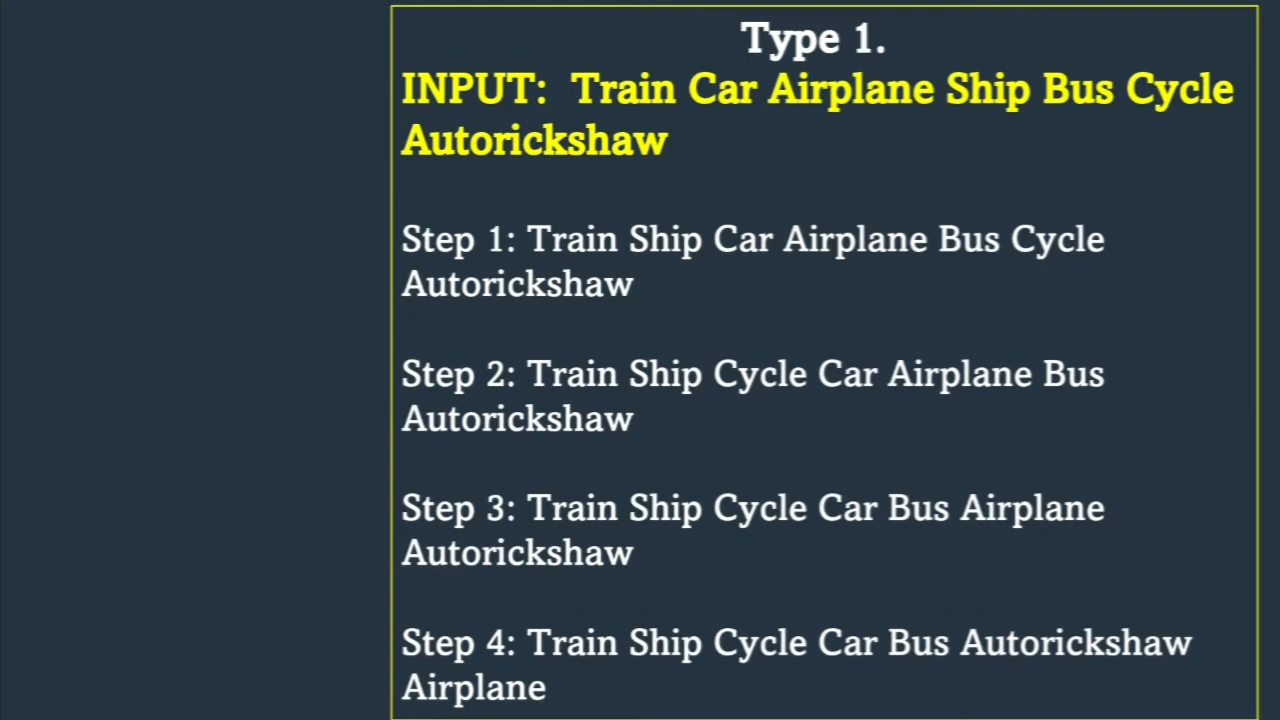 Type 1.
INPUT: Train Car Airplane Ship Bus Cycle
Autorickshaw
Step 1: Train Ship Car Airplane Bus Cycle
Autorickshaw
Step 2: Train Ship Cycle Car Airplane Bus
Autorickshaw
Step 3: Train Ship Cycle Car Bus Airplane
Autorickshaw
Step 4: Train Ship Cycle Car Bus Autorickshaw
Airplane